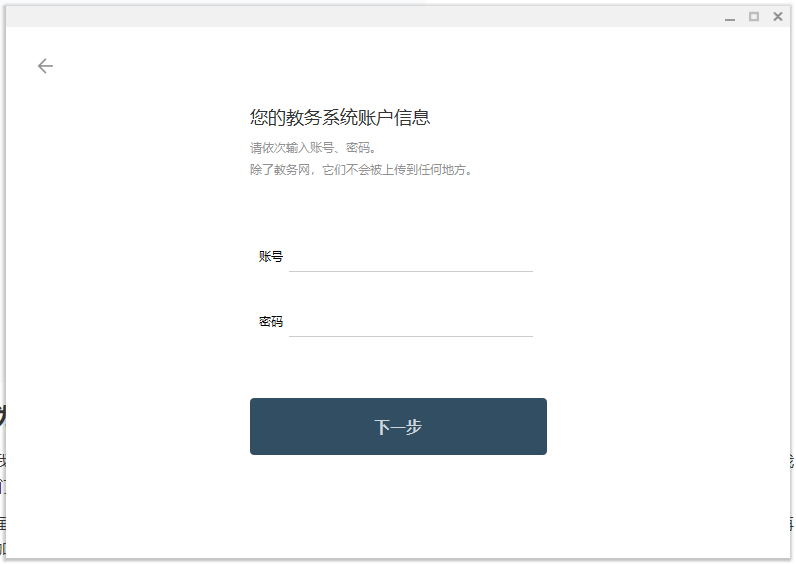 您的教务系统账户信息
请依次输入账号、密码。
除了教务网，它们不会被上传到任何地方。
账号
密码
下一步